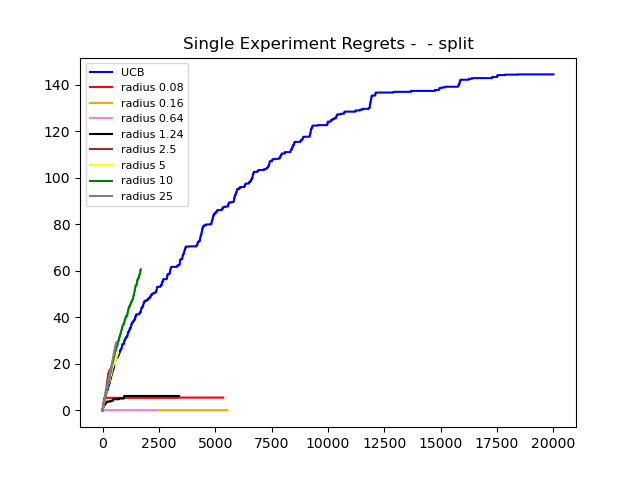 Single Experiment Regrets -  - split
UCB
radius 0.08
radius 0.16
radius 0.64
radius 1.24
radius 2.5
radius 5
radius 10
radius 25
140
120
100
80
60
40
20
0
0 2500 5000 7500 10000 12500 15000 17500 20000